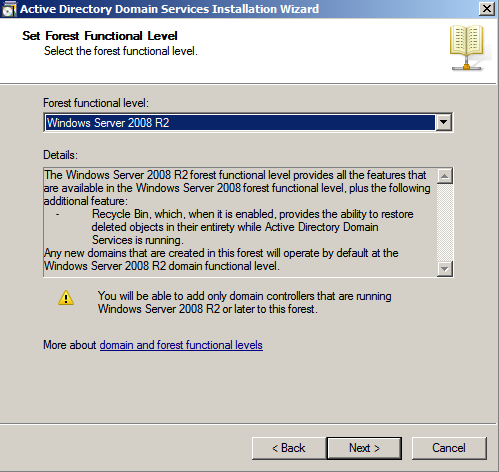 Active Directory Domain Services Installation Wizard
Set Forest Functional Level
Select the forest functional level.
Forest functional level:
Windows Server 2008 R2
Details:
The Windows Server 2008 R2 forest functional level provides all the features that
are available in the Windows Server 2008 forest functional level, plus the following
additional feature:
- Recycle Bin, which, when it is enabled, provides the ability to restore
deleted objects in their entirety while Active Directory Domain
Services is running.
Any new domains that are created in this forest will operate by default at the
Windows Server 2008 R2 domain functional level.
You will be able to add only domain controllers that are running
Windows Server 2008 R2 or later to this forest.
More about domain and forest functional levels
< Back Next > Cancel